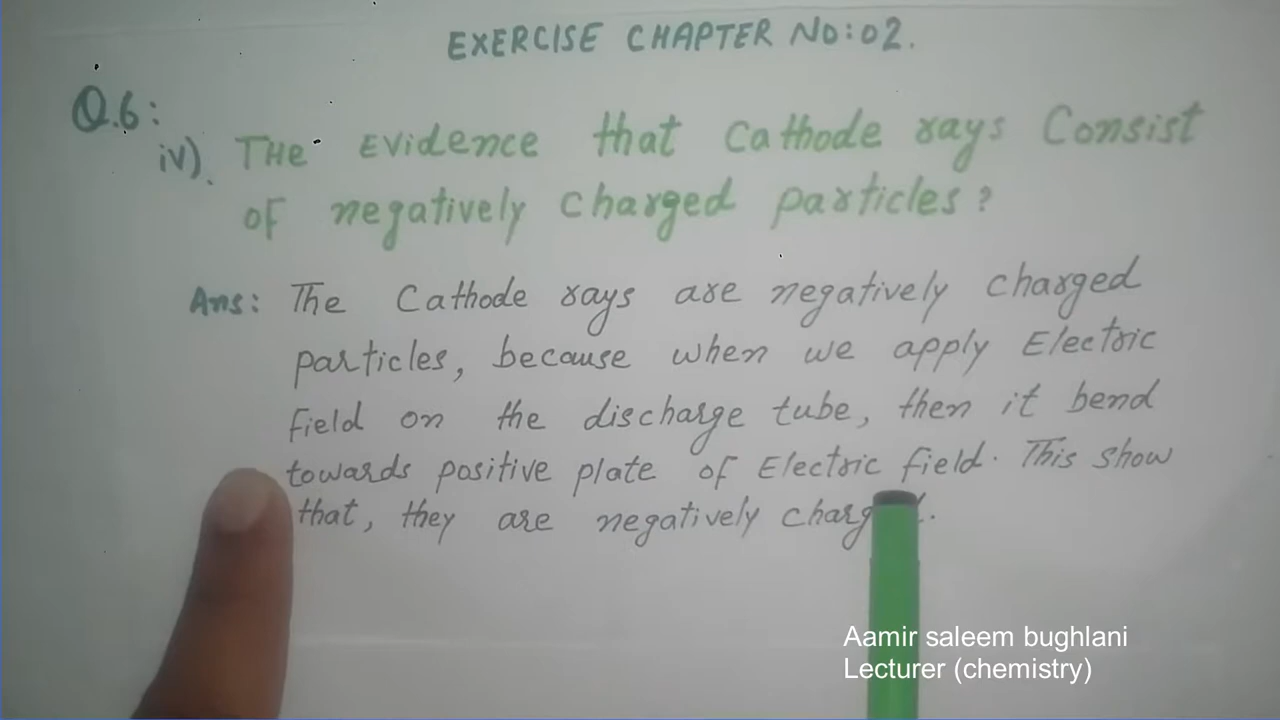 EXERCISE CHAPTER NO:02.
Q.6:
iv). THE EVidence that Cathode rays Consist
of negatively charged particles?
Ans: The Cathode rays are negatively charged
particles, because when we apply Electric
Field on the discharge tube, then it bend
towards positive plate of Electric field. This show
that, they are negatively
Aamir saleem bughlani
Lecturer (chemistry)